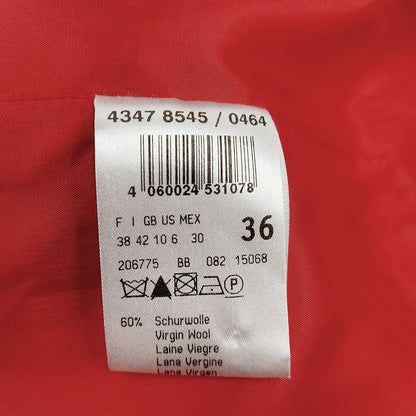 4347 8545 / 0464
4 060024 531078
F I GB US MEX
38 42 10 6 30
36
206775 BB 082 15068
P
60% Schurwolle
Virgin Wool
Laine Viegre
Lana Vergine
Lana Virgen